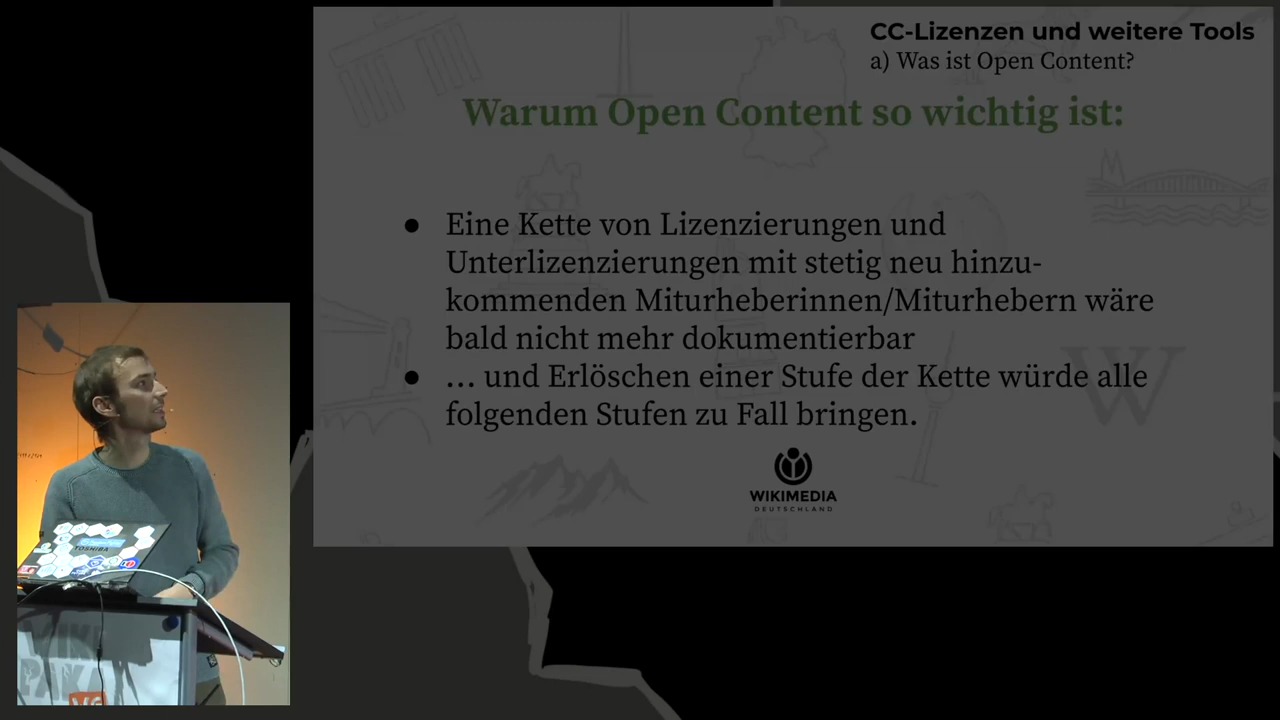 CC-Lizenzen und weitere Tools
a) Was ist Open Content?
Warum Open Content so wichtig ist:
● Eine Kette von Lizenzierungen und
Unterlizenzierungen mit stetig neu hinzu-
kommenden Miturheberinnen/Miturhebern wäre
bald nicht mehr dokumentierbar
● … und Erlöschen einer Stufe der Kette würde alle
folgenden Stufen zu Fall bringen.
W
WIKIMEDIA
DEUTSCHLAND
TOSHIBA
WIKI
PAKA